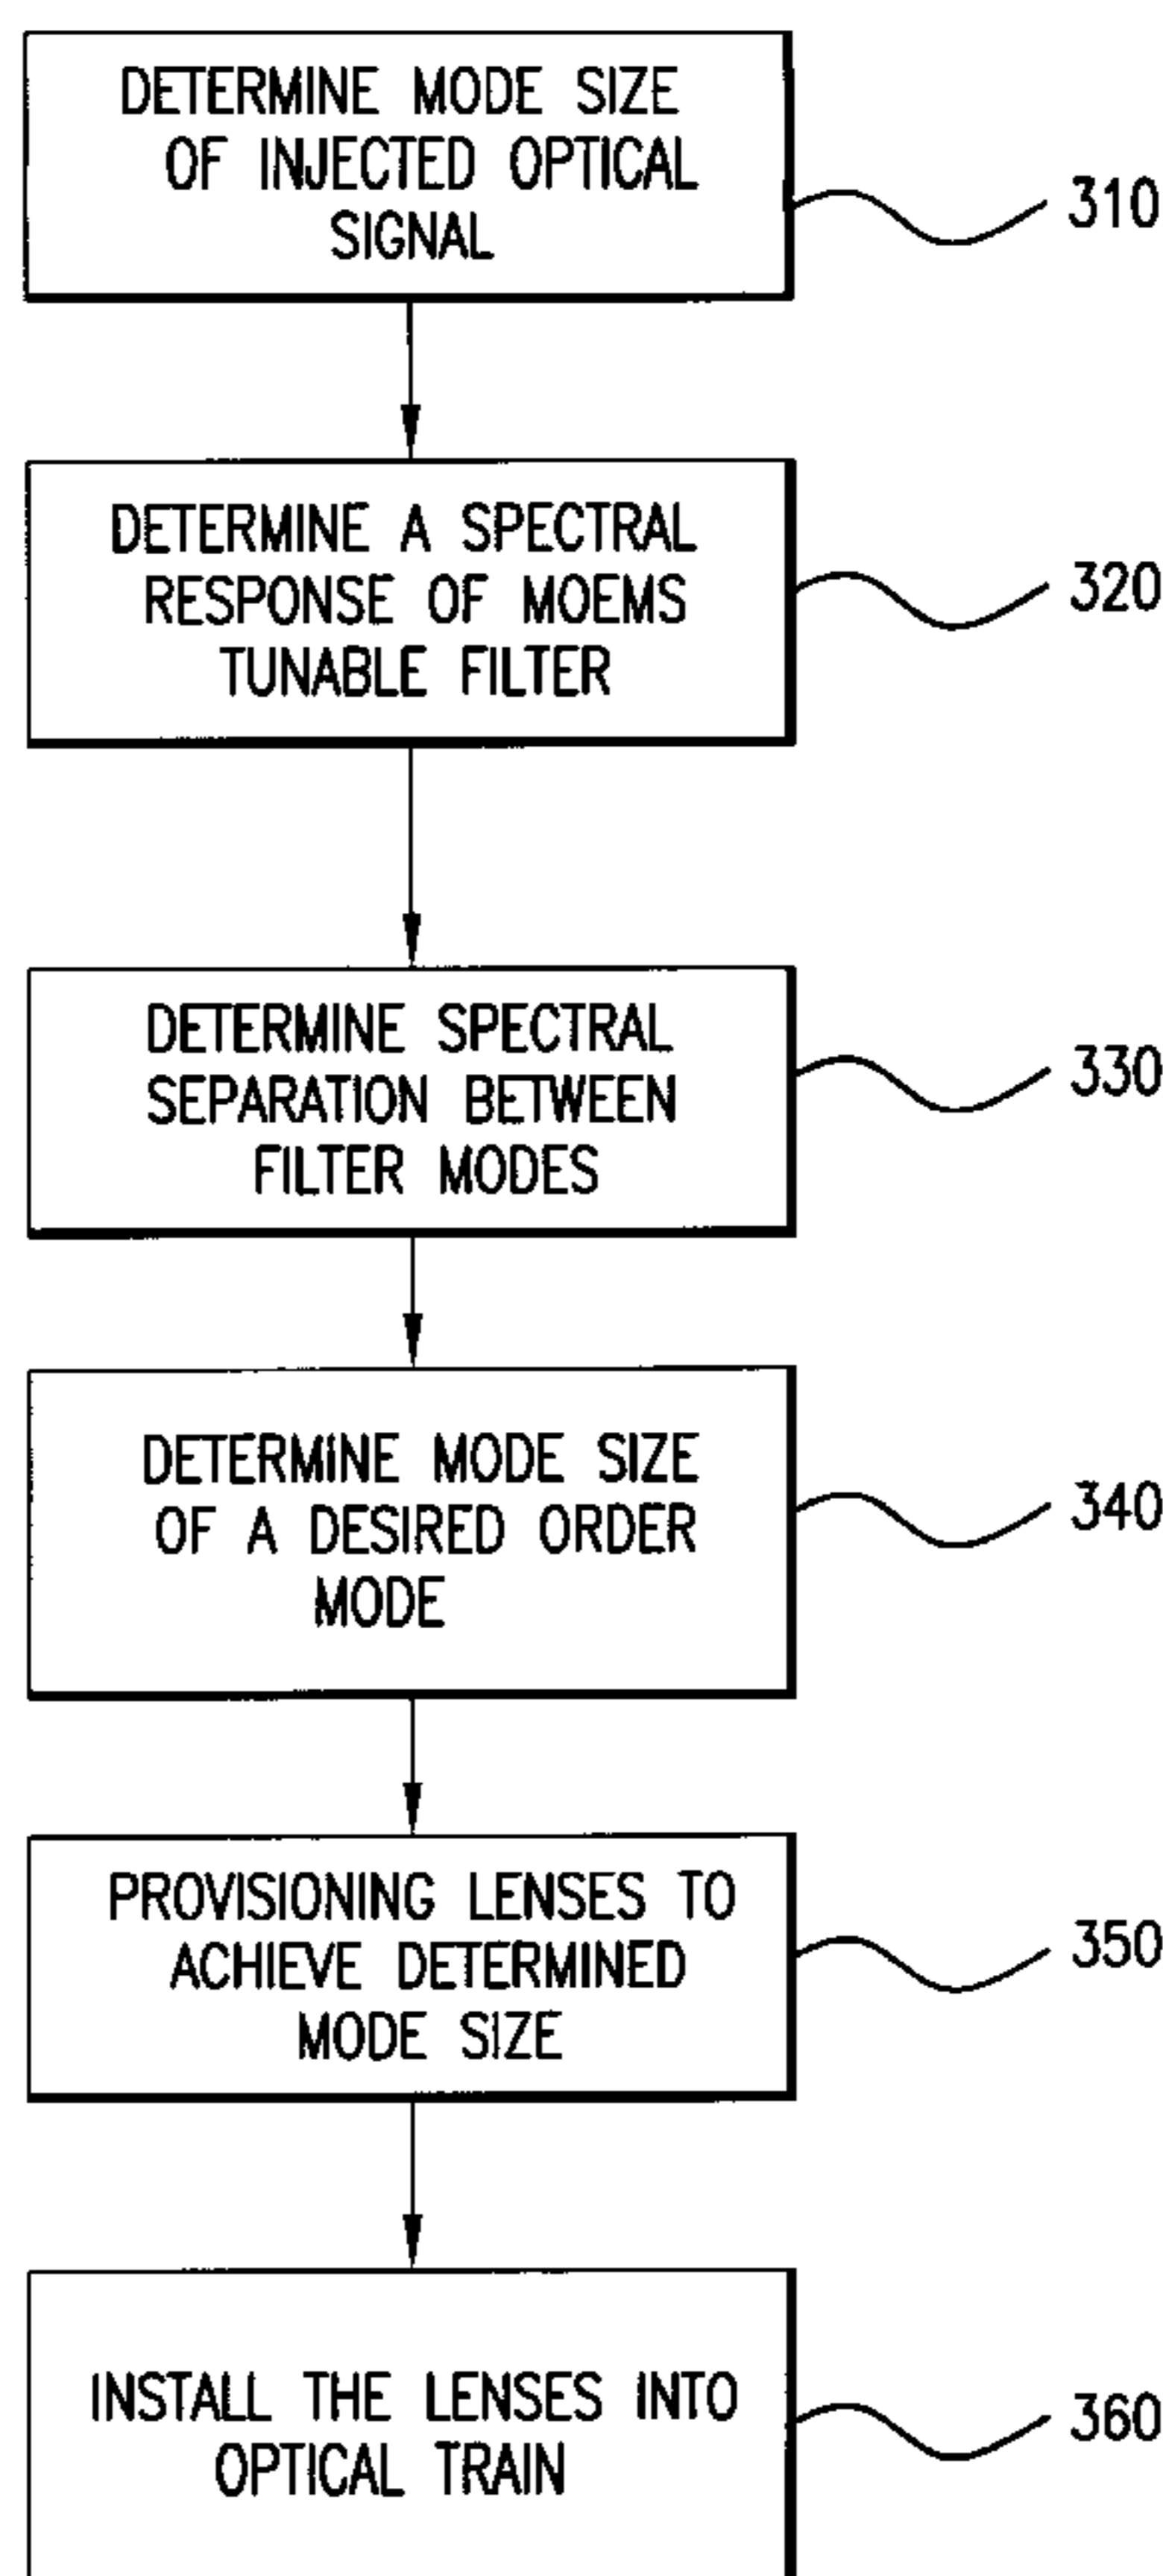 DETERMINE MODE SIZE
OF INJECTED OPTICAL
SIGNAL
310
DETERMINE A SPECTRAL
RESPONSE OF MOEMS
TUNABLE FILTER
320
DETERMINE SPECTRAL
SEPARATION BETWEEN
FILTER MODES
330
DETERMINE MODE SIZE
OF A DESIRED ORDER
MODE
340
PROVISIONING LENSES TO
ACHIEVE DETERMINED
MODE SIZE
350
INSTALL THE LENSES INTO
OPTICAL TRAIN
360